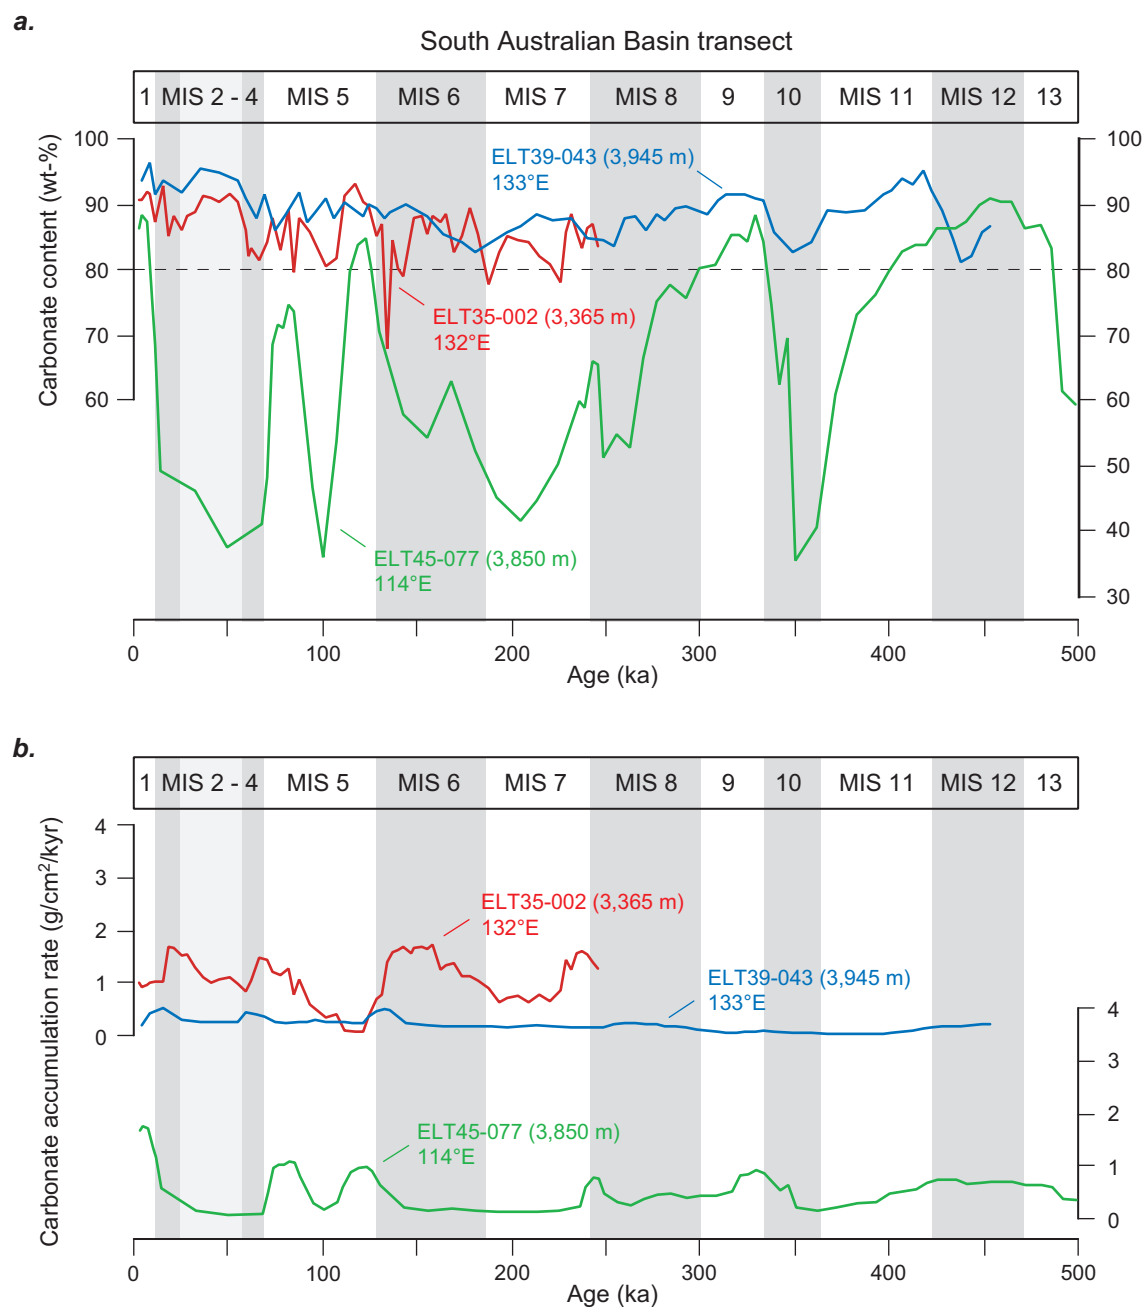 a.
South Australian Basin transect
1 MIS 2 - 4 MIS 5 MIS 6 MIS 7 MIS 8 9 10 MIS 11 MIS 12 13
Carbonate content (wt-%)
100
90
80
70
60
100
90
80
70
60
50
40
30
ELT39-043 (3,945 m)
133°E
ELT35-002 (3,365 m)
132°E
ELT45-077 (3,850 m)
114°E
0 100 200 300 400 500
Age (ka)
b.
1 MIS 2 - 4 MIS 5 MIS 6 MIS 7 MIS 8 9 10 MIS 11 MIS 12 13
Carbonate accumulation rate (g/cm²/kyr)
4
3
2
1
0
ELT35-002 (3,365 m)
132°E
ELT39-043 (3,945 m)
133°E
4
3
2
1
0
ELT45-077 (3,850 m)
114°E
0 100 200 300 400 500
Age (ka)